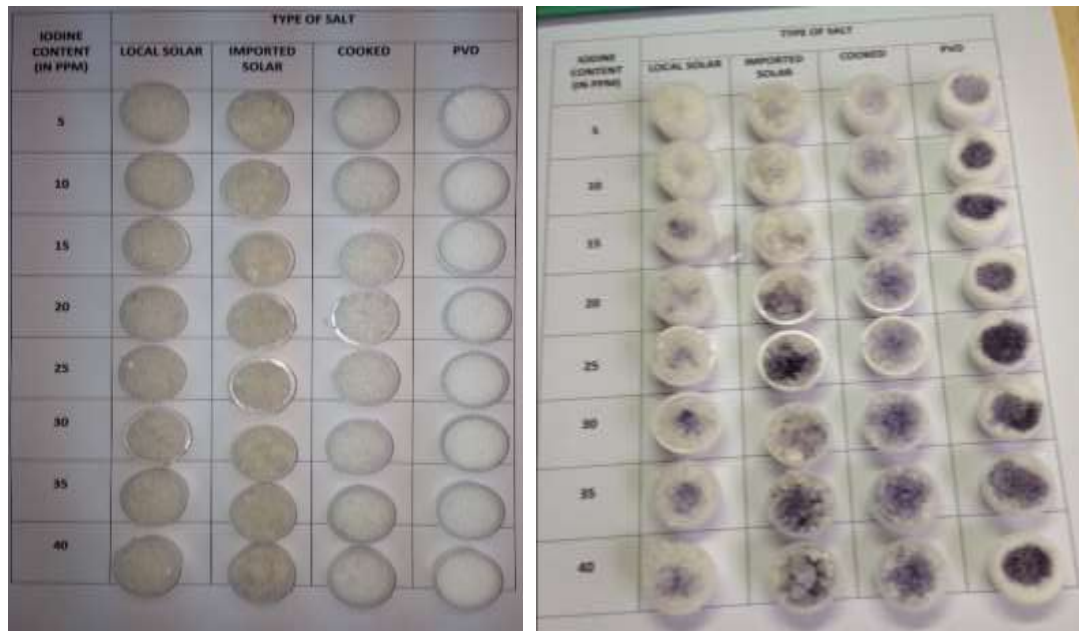 TYPE OF SALT
IODINE
CONTENT
(IN PPM)
LOCAL SOLAR
IMPORTED
SOLAR
COOKED
PVD
5
10
15
20
25
30
35
40
TYPE OF SALT
IODINE
CONTENT
(IN-PPM)
LOCAL SOLAR
IMPORTED
SOLAR
COOKED
PVD
5
10
15
20
25
30
35
40